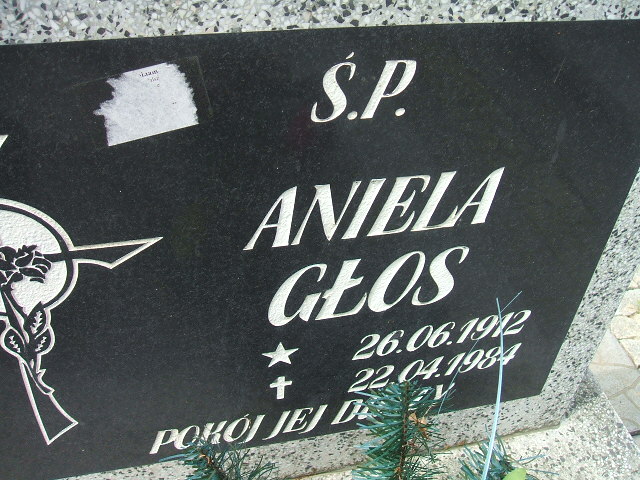 Ś.P.
ANIELA
GŁOS
26.06.1912
22.04.1984
POKÓJ JEJ